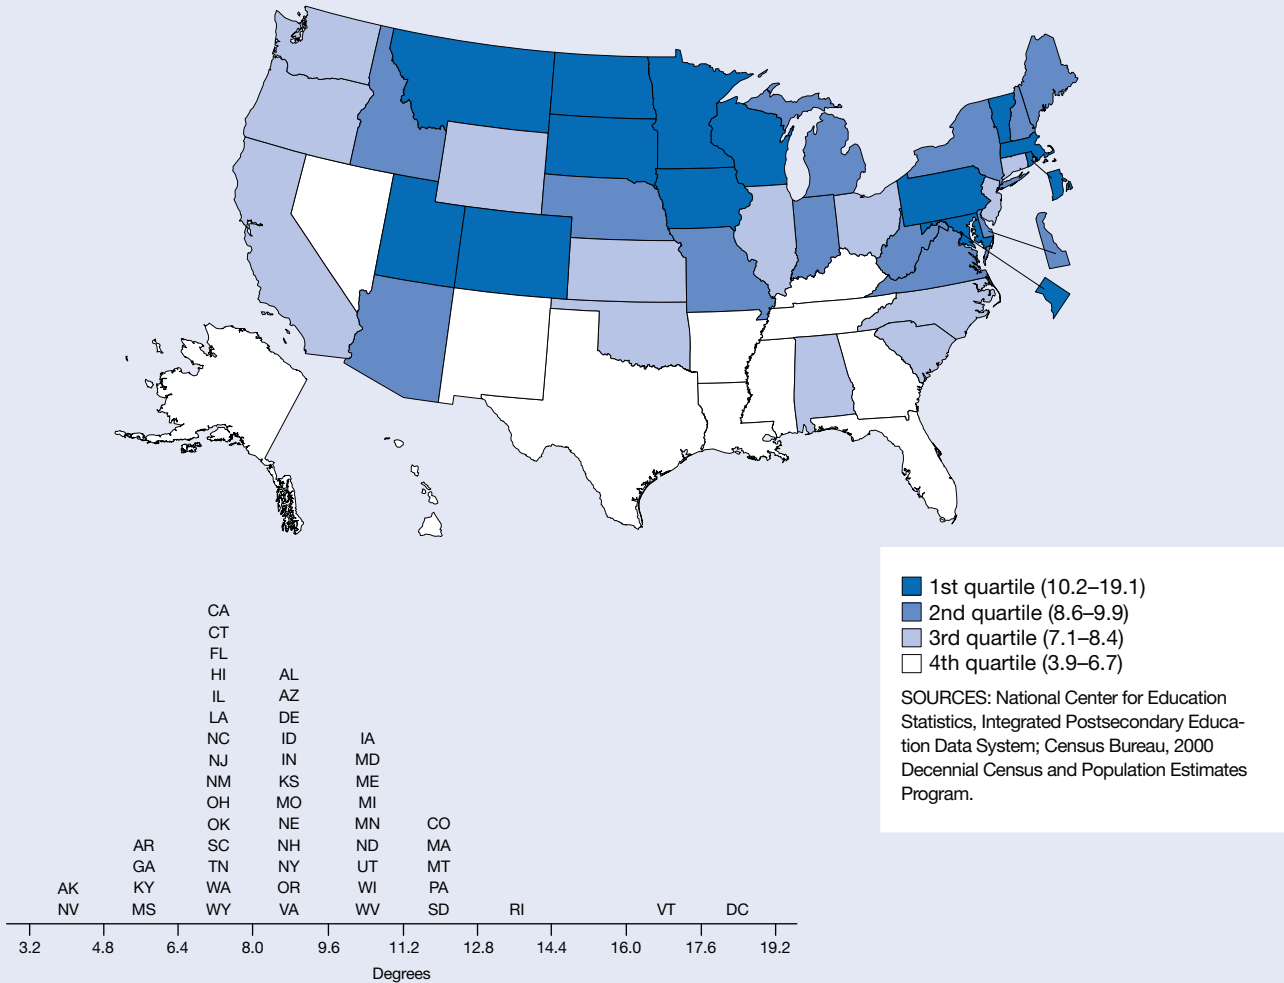 1st quartile (10.2–19.1)
2nd quartile (8.6–9.9)
3rd quartile (7.1–8.4)
4th quartile (3.9–6.7)
SOURCES: National Center for Education
Statistics, Integrated Postsecondary Educa-
tion Data System; Census Bureau, 2000
Decennial Census and Population Estimates
Program.
CA
CT
FL
HI AL
IL AZ
LA DE
NC ID IA
NJ IN MD
NM KS ME
OH MO MI
OK NE MN CO
AR SC NH ND MA
GA TN NY UT MT
AK KY WA OR WI PA
NV MS WY VA WV SD RI VT DC
3.2 4.8 6.4 8.0 9.6 11.2 12.8 14.4 16.0 17.6 19.2
Degrees